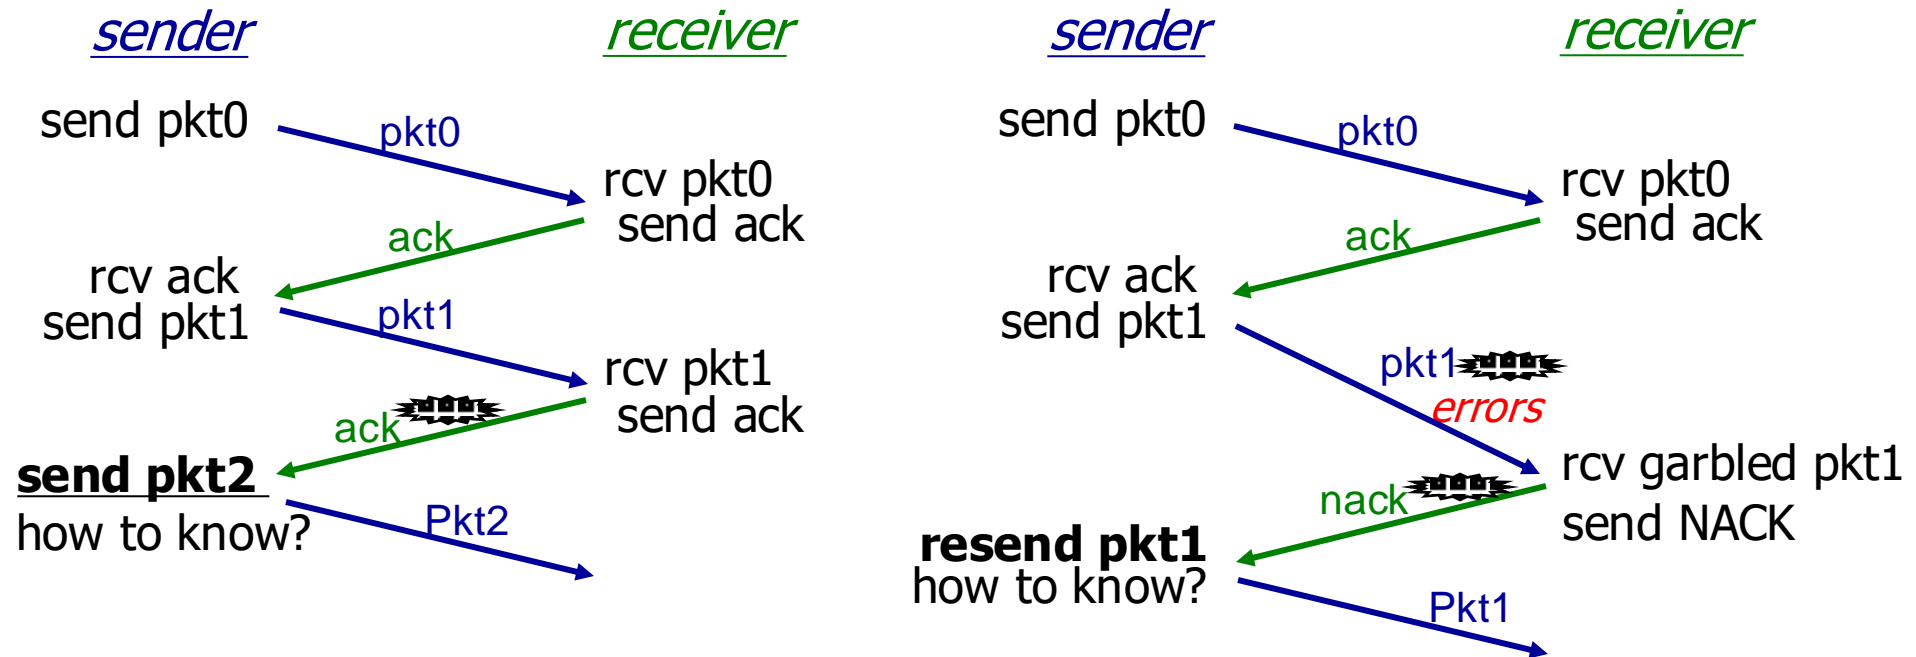 sender
receiver
send pkt0
pkt0
rcv pkt0
send ack
ack
rcv ack
send pkt1
pkt1
rcv pkt1
send ack
ack
send pkt2
how to know?
Pkt2
sender
receiver
send pkt0
pkt0
rcv pkt0
send ack
ack
rcv ack
send pkt1
pkt1
errors
rcv garbled pkt1
send NACK
nack
resend pkt1
how to know?
Pkt1